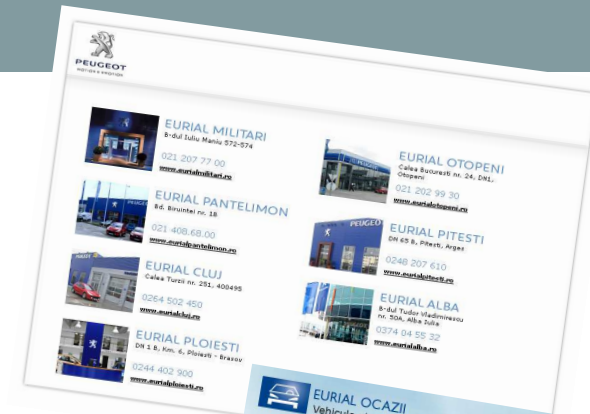 PEUGEOT
MOTION & EMOTION
EURIAL MILITARI
B-dul Iuliu Maniu 572-574
021 207 77 00
www.eurialmilitari.ro
EURIAL PANTELIMON
Bd. Biruintei nr. 18
021 408.68.00
www.eurialpantelimon.ro
EURIAL CLUJ
Calea Turzii nr. 251, 400495
0264 502 450
www.eurialcluj.ro
EURIAL PLOIESTI
DN 1 B, Km. 6, Ploiesti - Brasov
0244 402 900
www.eurialploiesti.ro
EURIAL OTOPENI
Calea Bucuresti nr. 24, DN1,
Otopeni
021 202 99 30
www.eurialotopeni.ro
PEUGEO
EURIAL PITESTI
DN 65 B, Pitesti, Arges
0248 207 610
www.eurialpitesti.ro
EURIAL ALBA
B-dul Tudor Vladimirescu
nr. 50A, Alba Iulia
0374 04 55 32
www.eurialalba.ro
EURIAL OCAZII